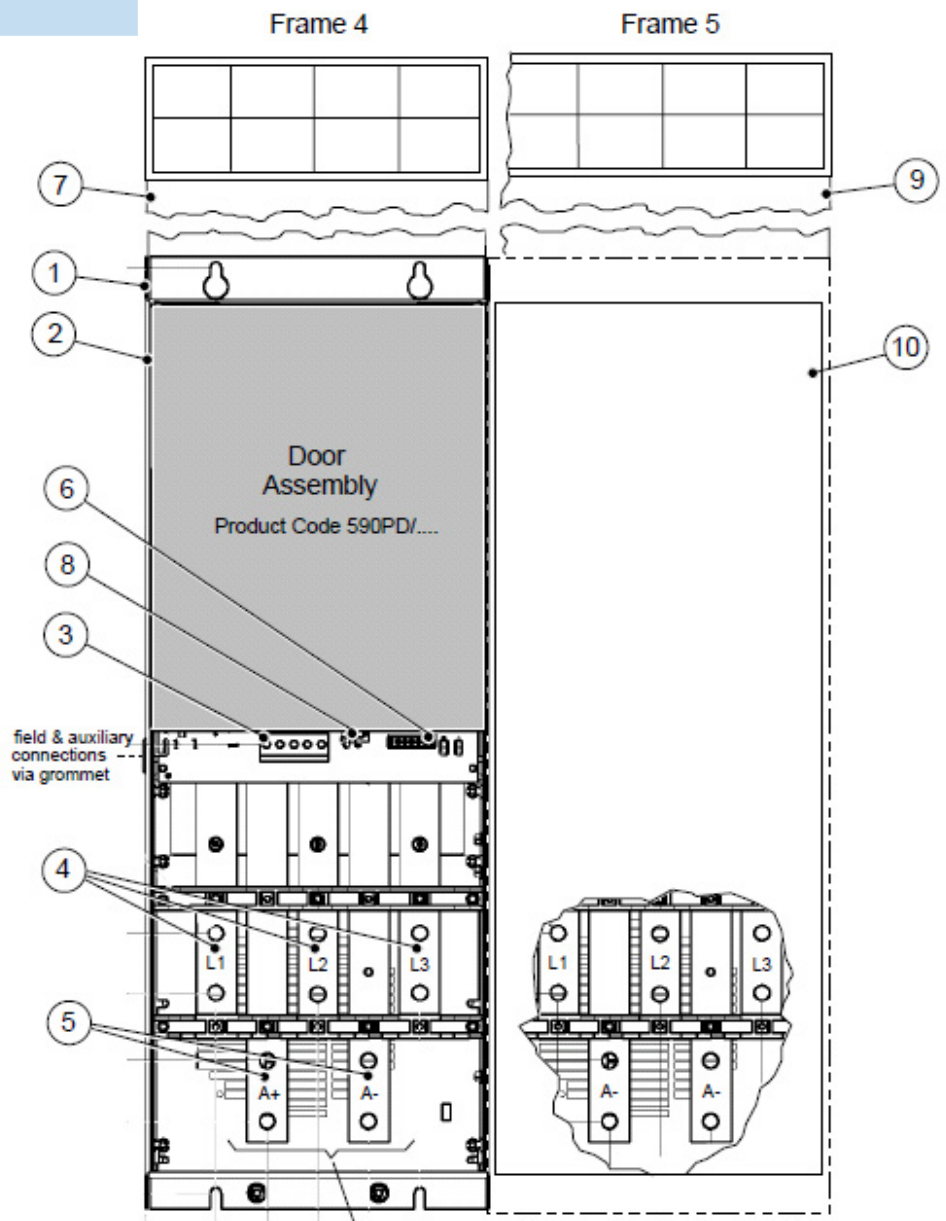 Frame 4
Frame 5
7
9
1
2
10
Door
Assembly
Product Code 590PD/....
6
8
3
field & auxiliary
connections
via grommet
4
L1
L2
L3
L1
L2
L3
5
A+
A-
A-
A-